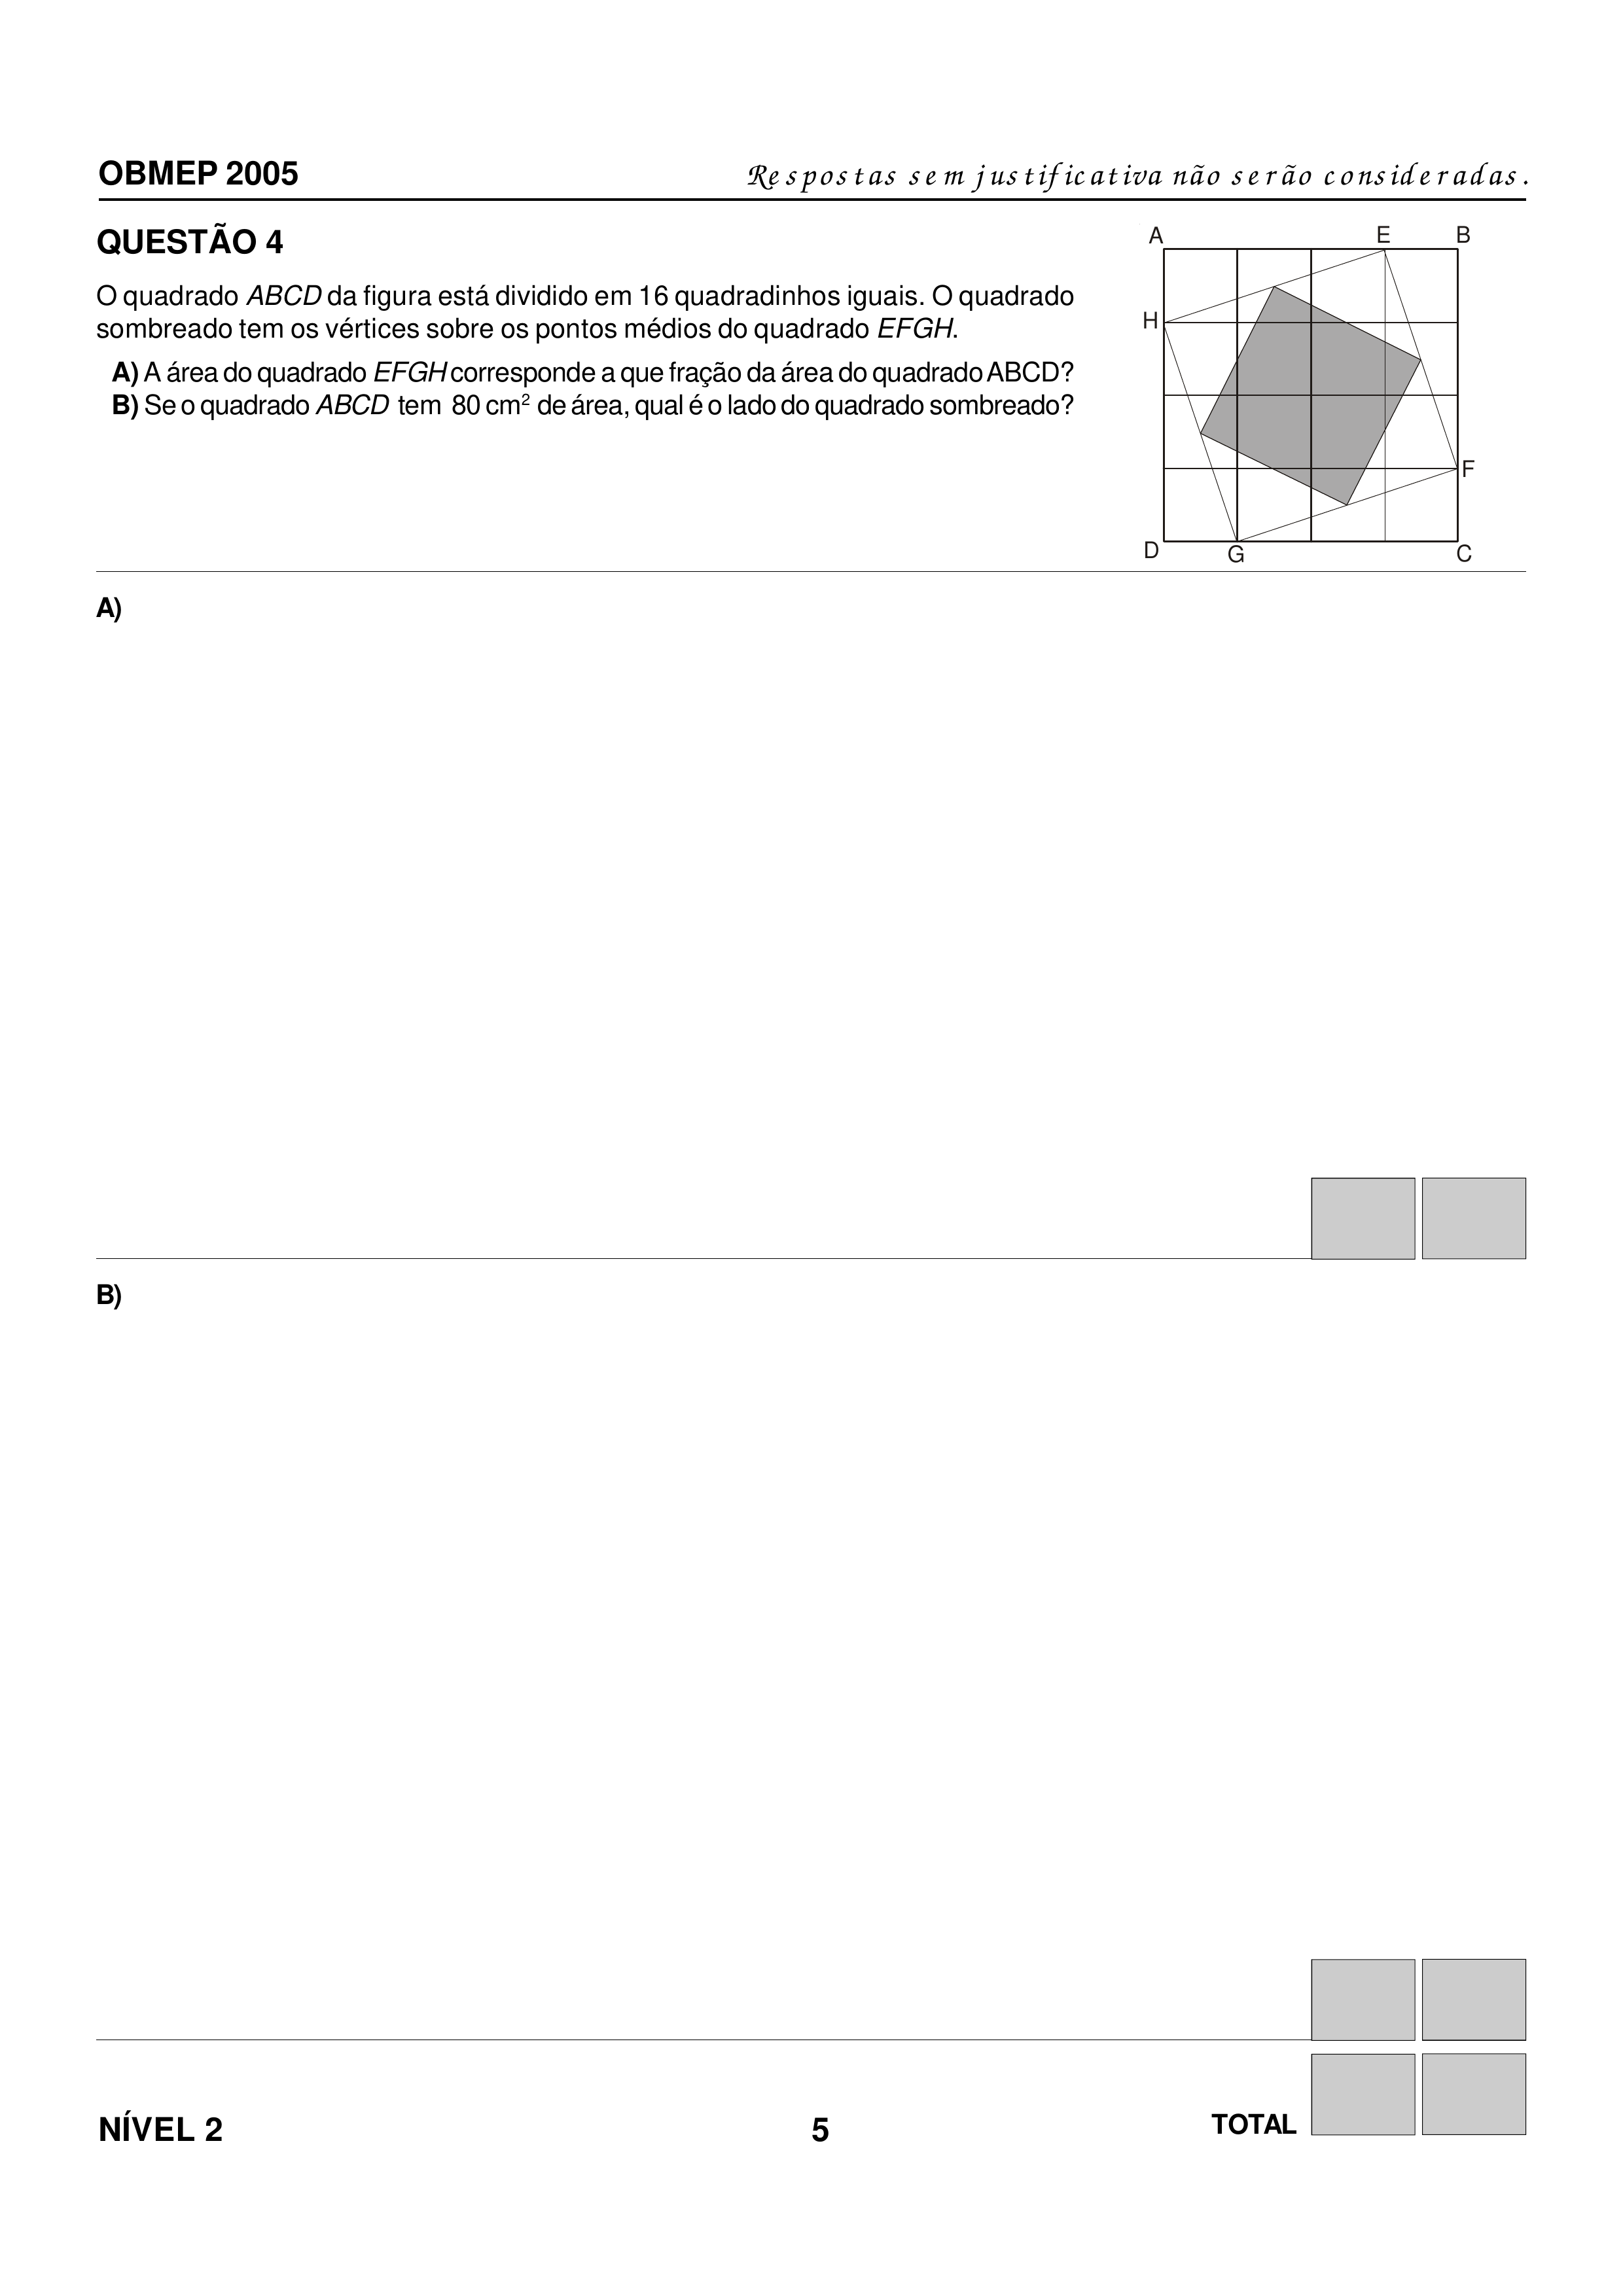 OBMEP 2005
Respostas sem justificativa não serão consideradas.
QUESTÃO 4
O quadrado ABCD da figura está dividido em 16 quadradinhos iguais. O quadrado
sombreado tem os vértices sobre os pontos médios do quadrado EFGH.
A) A área do quadrado EFGH corresponde a que fração da área do quadrado ABCD?
B) Se o quadrado ABCD tem 80 cm² de área, qual é o lado do quadrado sombreado?
A
E
B
H
F
D
G
C
A)
B)
NÍVEL 2
5
TOTAL